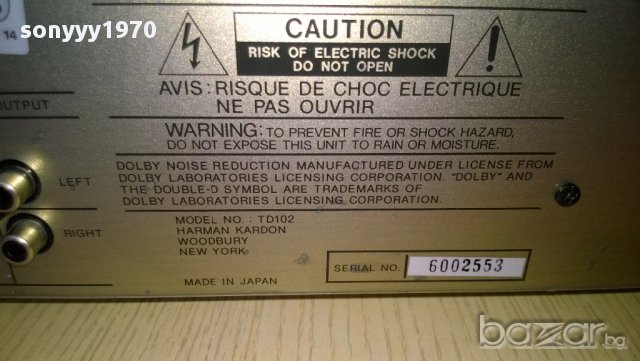 sonyyy1970
14
CAUTION
RISK OF ELECTRIC SHOCK
DO NOT OPEN
AVIS: RISQUE DE CHOC ELECTRIQUE
NE PAS OUVRIR
OUTPUT
WARNING: TO PREVENT FIRE OR SHOCK HAZARD,
DO NOT EXPOSE THIS UNIT TO RAIN OR MOISTURE.
DOLBY NOISE REDUCTION MANUFACTURED UNDER LICENSE FROM
DOLBY LABORATORIES LICENSING CORPORATION. "DOLBY" AND
THE DOUBLE-D SYMBOL ARE TRADEMARKS OF
DOLBY LABORATORIES LICENSING CORPORATION.
LEFT
RIGHT
MODEL NO. : TD102
HARMAN KARDON
WOODBURY
NEW YORK
MADE IN JAPAN
SERIAL NO. 6002553
bazar.bg